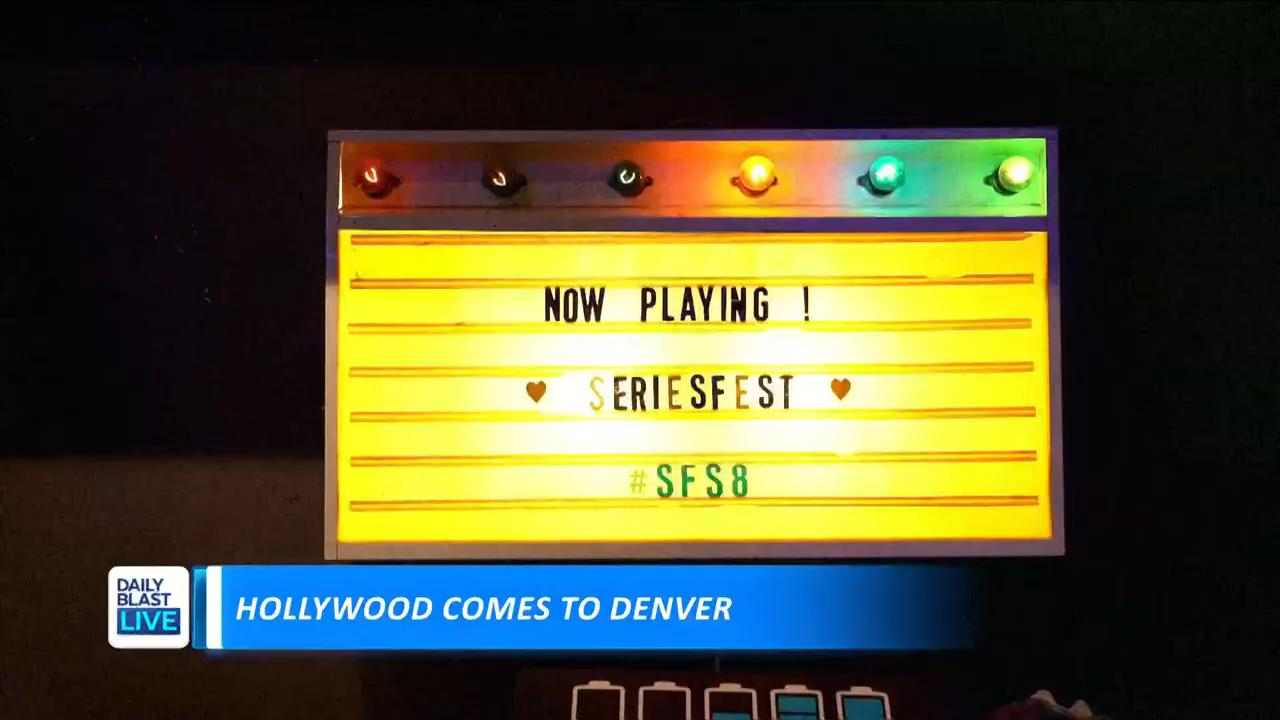 NOW PLAYING !
♥ SERIESFEST ♥
#SFS8
DAILY
BLAST
LIVE
HOLLYWOOD COMES TO DENVER